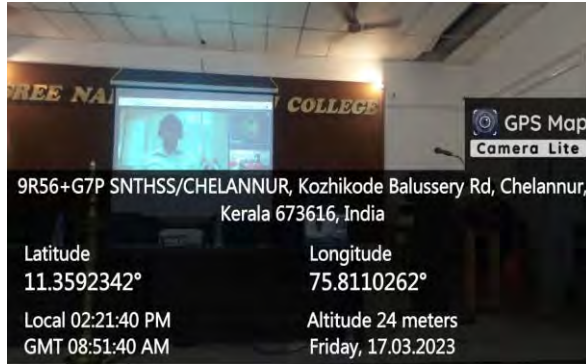 REE NA
COLLEGE
GPS Map
Camera Lite
9R56+G7P SNTHSS/CHELANNUR, Kozhikode Balussery Rd, Chelannur,
Kerala 673616, India
Latitude
11.3592342°
Longitude
75.8110262°
Local 02:21:40 PM
GMT 08:51:40 AM
Altitude 24 meters
Friday, 17.03.2023